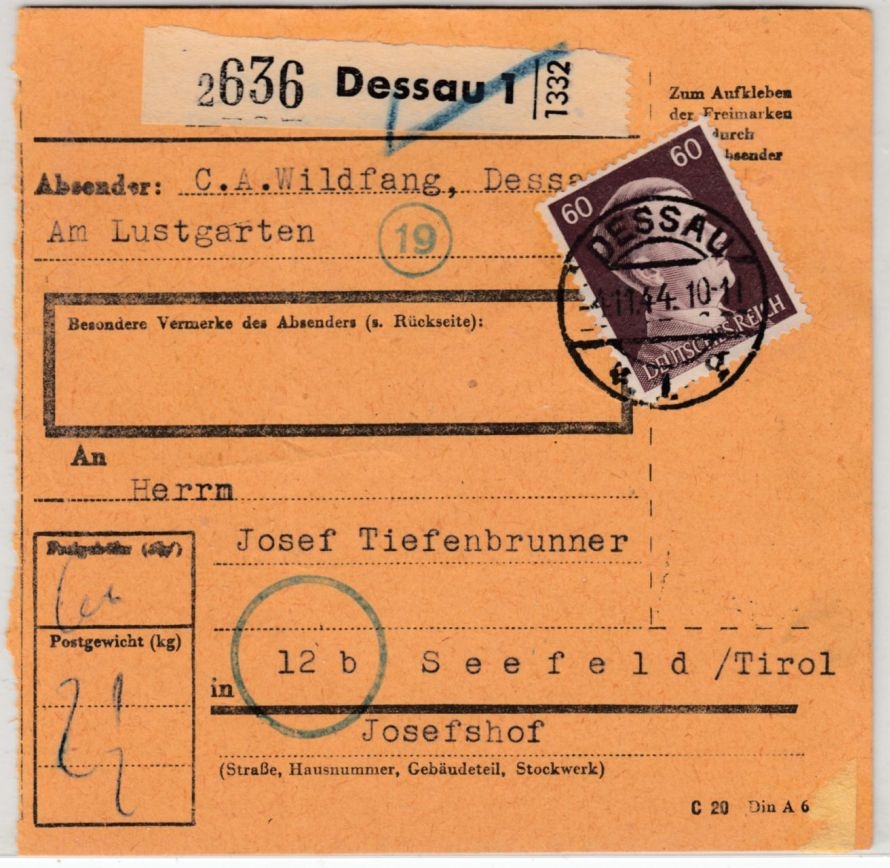 2636 Dessau 1 1332
Zum Aufkleben
der Freimarken
durch
Absender: C.A.Wildfang,
Am Lustgarten
19
60 60
DESSAU
4.11.44.10-11
DEUTSCHES REICH
1
Besondere Vermerke des Absenders (s. Rückseite):
An
Herrn
Josef Tiefenbrunner
Postgewicht (kg)
in 12 b Seefeld /Tirol
Josefshof
(Straße, Hausnummer, Gebäudeteil, Stockwerk)
C 20 Din A 6